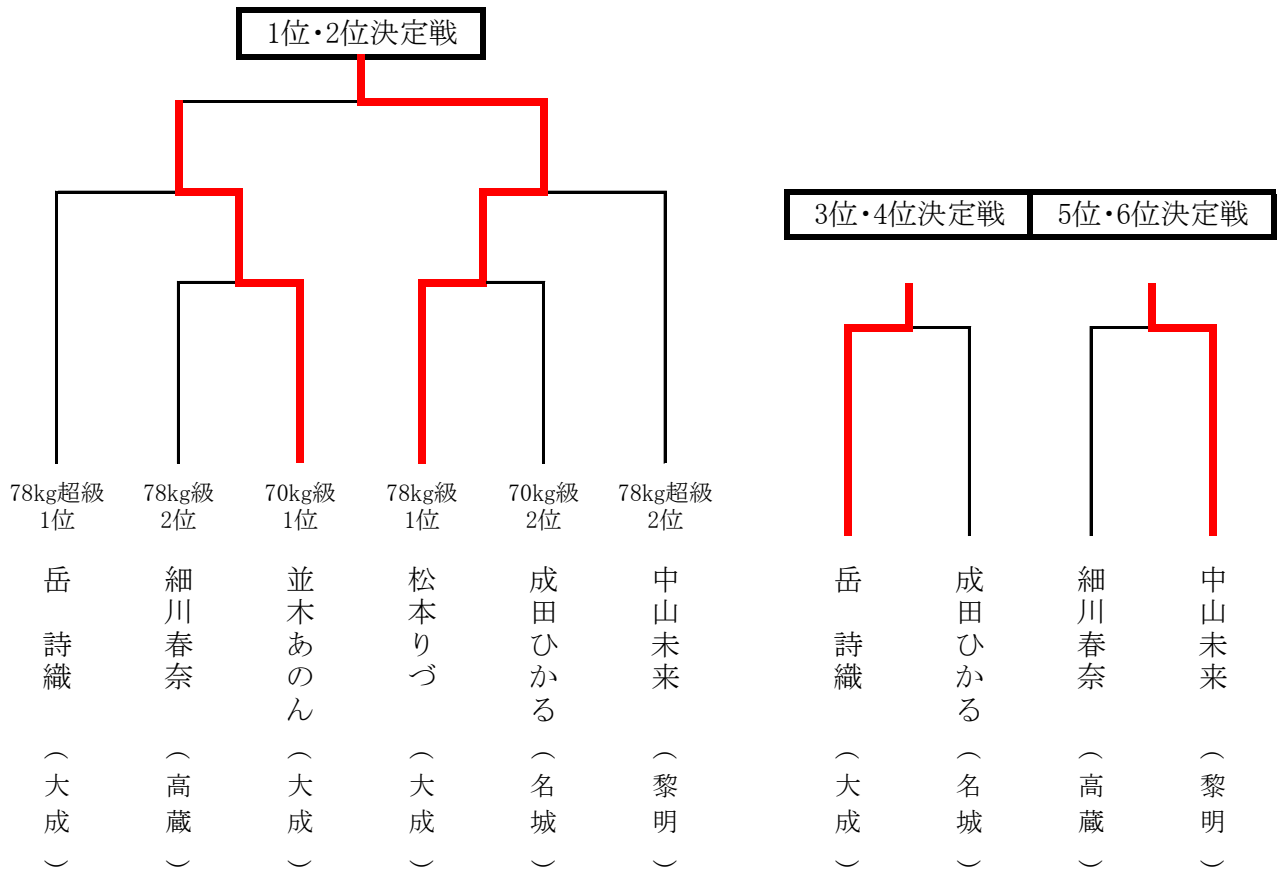 1位・2位決定戦
3位・4位決定戦
5位・6位決定戦
78kg超級
1位
78kg級
2位
70kg級
1位
78kg級
1位
70kg級
2位
78kg超級
2位
岳　詩織（大成）
細川春奈（高蔵）
並木あのん（大成）
松本りづ（大成）
成田ひかる（名城）
中山未来（黎明）
岳　詩織（大成）
成田ひかる（名城）
細川春奈（高蔵）
中山未来（黎明）